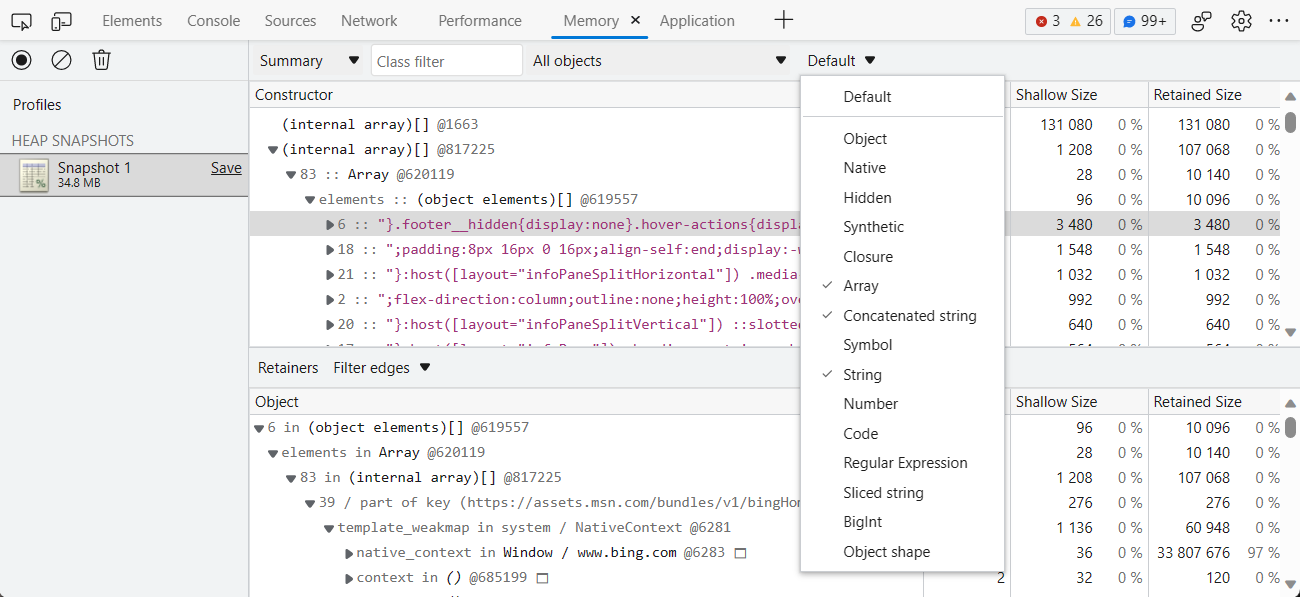 Elements Console Sources Network Performance Memory × Application + 3 26 99+
Summary Class filter All objects Default
Profiles
HEAP SNAPSHOTS
Snapshot 1 Save
34.8 MB
Constructor Shallow Size Retained Size
(internal array)[] @1663 131 080 0 % 131 080 0 %
(internal array)[] @817225 1 208 0 % 107 068 0 %
83 :: Array @620119 28 0 % 10 140 0 %
elements :: (object elements)[] @619557 96 0 % 10 096 0 %
6 :: "}.footer__hidden{display:none}.hover-actions{displa 3 480 0 % 3 480 0 %
18 :: ";padding:8px 16px 0 16px;align-self:end;display:-w 1 548 0 % 1 548 0 %
21 :: "}:host([layout="infoPaneSplitHorizontal"]) .media 1 032 0 % 1 032 0 %
2 :: ";flex-direction:column;outline:none;height:100%;ov 992 0 % 992 0 %
20 :: "}:host([layout="infoPaneSplitVertical"]) ::slotte 640 0 % 640 0 %
Default
Object
Native
Hidden
Synthetic
Closure
Array
Concatenated string
Symbol
String
Number
Code
Regular Expression
Sliced string
BigInt
Object shape
Retainers Filter edges
Object Shallow Size Retained Size
6 in (object elements)[] @619557 96 0 % 10 096 0 %
elements in Array @620119 28 0 % 10 140 0 %
83 in (internal array)[] @817225 1 208 0 % 107 068 0 %
39 / part of key (https://assets.msn.com/bundles/v1/bingHo 276 0 % 276 0 %
template_weakmap in system / NativeContext @6281 1 136 0 % 60 948 0 %
native_context in Window / www.bing.com @6283 36 0 % 33 807 676 97 %
context in () @685199 2 32 0 % 120 0 %